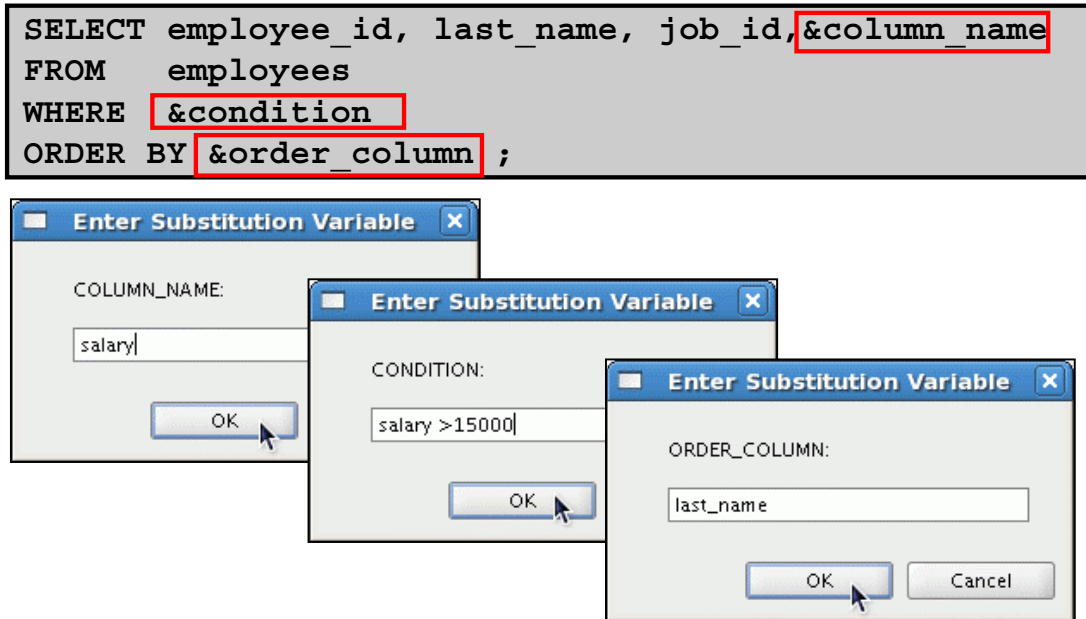 SELECT employee_id, last_name, job_id,&column_name
FROM employees
WHERE &condition
ORDER BY &order_column ;
Enter Substitution Variable
COLUMN_NAME:
salary
OK
Enter Substitution Variable
CONDITION:
salary >15000
OK
Enter Substitution Variable
ORDER_COLUMN:
last_name
OK Cancel